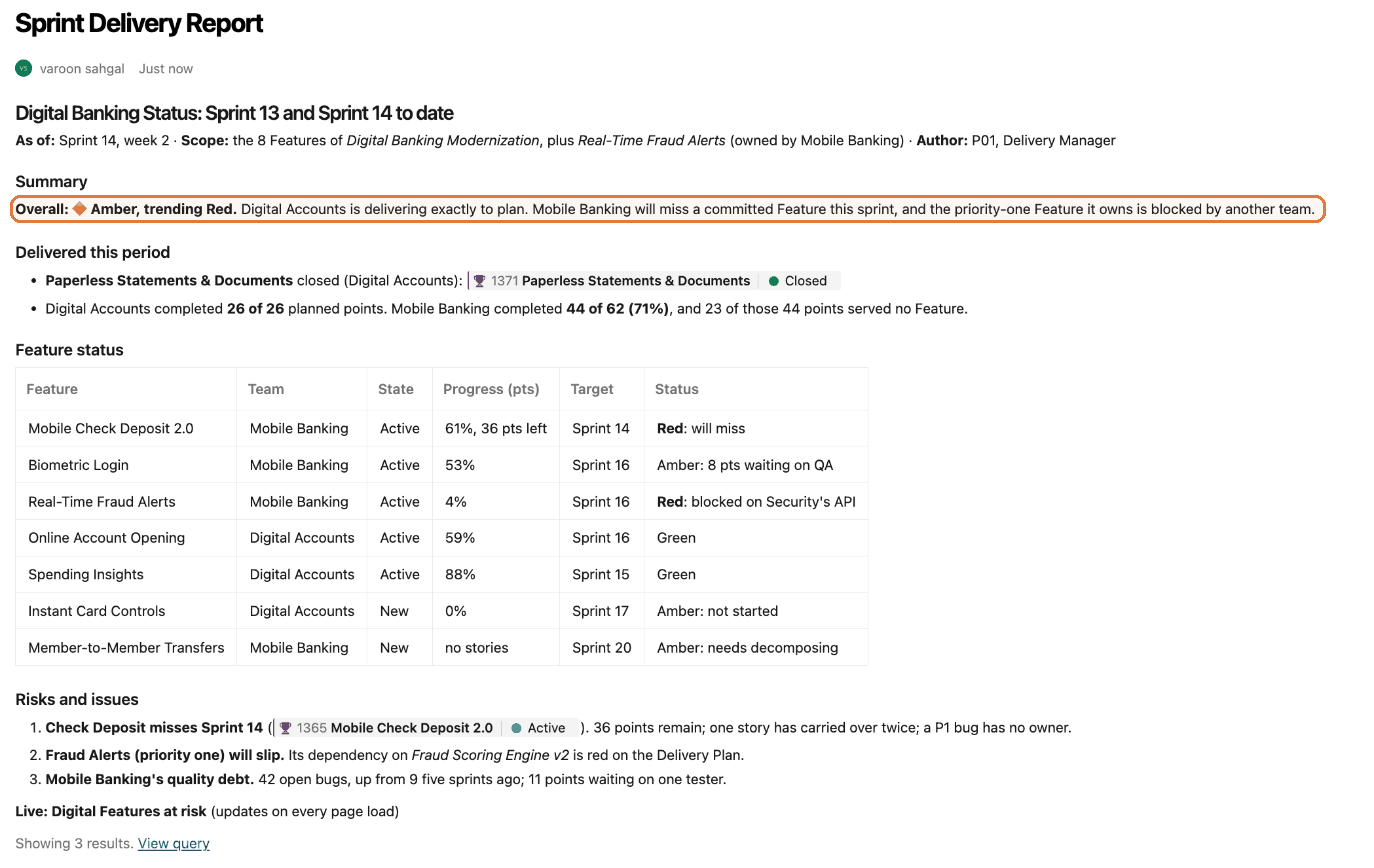 Sprint Delivery Report
VS varoon sahgal Just now
Digital Banking Status: Sprint 13 and Sprint 14 to date
As of: Sprint 14, week 2 · Scope: the 8 Features of Digital Banking Modernization, plus Real-Time Fraud Alerts (owned by Mobile Banking) · Author: P01, Delivery Manager
Summary
Overall: 🔶 Amber, trending Red. Digital Accounts is delivering exactly to plan. Mobile Banking will miss a committed Feature this sprint, and the priority-one Feature it owns is blocked by another team.
Delivered this period
• Paperless Statements & Documents closed (Digital Accounts): 1371 Paperless Statements & Documents Closed
• Digital Accounts completed 26 of 26 planned points. Mobile Banking completed 44 of 62 (71%), and 23 of those 44 points served no Feature.
Feature status
Feature Team State Progress (pts) Target Status
Mobile Check Deposit 2.0 Mobile Banking Active 61%, 36 pts left Sprint 14 Red: will miss
Biometric Login Mobile Banking Active 53% Sprint 16 Amber: 8 pts waiting on QA
Real-Time Fraud Alerts Mobile Banking Active 4% Sprint 16 Red: blocked on Security's API
Online Account Opening Digital Accounts Active 59% Sprint 16 Green
Spending Insights Digital Accounts Active 88% Sprint 15 Green
Instant Card Controls Digital Accounts New 0% Sprint 17 Amber: not started
Member-to-Member Transfers Mobile Banking New no stories Sprint 20 Amber: needs decomposing
Risks and issues
1. Check Deposit misses Sprint 14 ( 1365 Mobile Check Deposit 2.0 Active ). 36 points remain; one story has carried over twice; a P1 bug has no owner.
2. Fraud Alerts (priority one) will slip. Its dependency on Fraud Scoring Engine v2 is red on the Delivery Plan.
3. Mobile Banking's quality debt. 42 open bugs, up from 9 five sprints ago; 11 points waiting on one tester.
Live: Digital Features at risk (updates on every page load)
Showing 3 results. View query